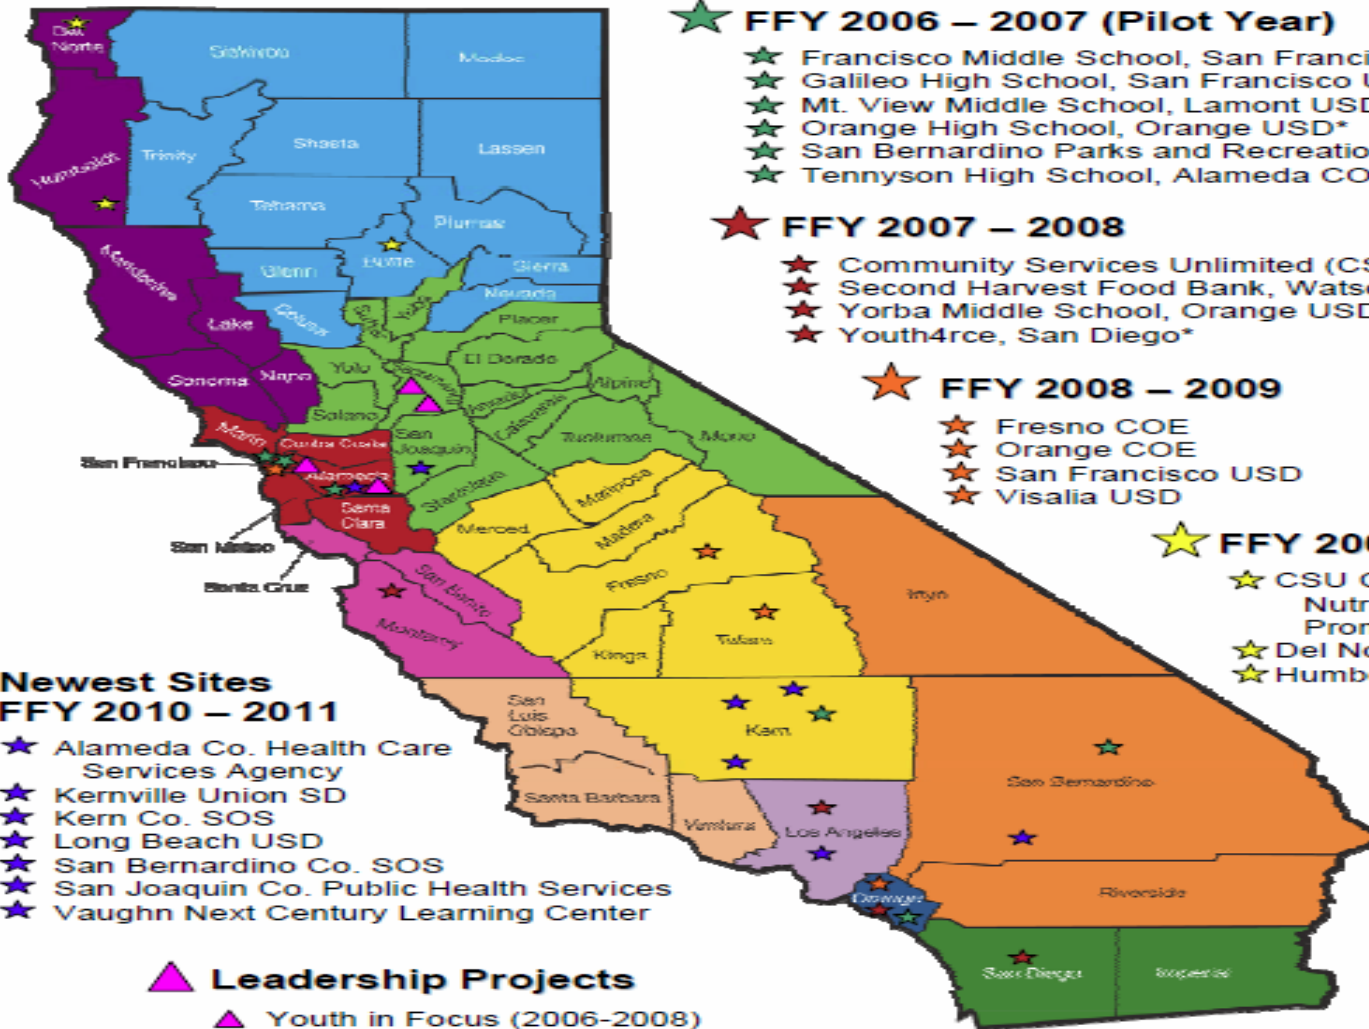 FFY 2006 – 2007 (Pilot Year)
Francisco Middle School, San Franci
Galileo High School, San Francisco U
Mt. View Middle School, Lamont USD
Orange High School, Orange USD*
San Bernardino Parks and Recreatio
Tennyson High School, Alameda CO
FFY 2007 – 2008
Community Services Unlimited (CS
Second Harvest Food Bank, Wats
Yorba Middle School, Orange USD
Youth4rce, San Diego*
FFY 2008 – 2009
Fresno COE
Orange COE
San Francisco USD
Visalia USD
FFY 200
CSU C
Nutr
Pror
Del No
Humb
Del
Norte
Siskiyou
Modoc
Humboldt
Trinity
Shasta
Lassen
Tehama
Plumas
Mendocino
Glenn
Butte
Sierra
Nevada
Lake
Colusa
Sutter
Yuba
Placer
Sonoma
Napa
Yolo
Sacramento
El Dorado
Alpine
Solano
Amador
Calaveras
Marin
Contra Costa
San
Joaquin
Tuolumne
Mono
San Francisco
Alameda
Stanislaus
Mariposa
Santa
Clara
Merced
Madera
San Mateo
Santa Cruz
San Benito
Fresno
Inyo
Monterey
Kings
Tulare
San
Luis
Obispo
Kern
San Bernardino
Santa Barbara
Ventura
Los Angeles
Orange
Riverside
San Diego
Imperial
Newest Sites
FFY 2010 – 2011
Alameda Co. Health Care
Services Agency
Kernville Union SD
Kern Co. SOS
Long Beach USD
San Bernardino Co. SOS
San Joaquin Co. Public Health Services
Vaughn Next Century Learning Center
Leadership Projects
Youth in Focus (2006-2008)